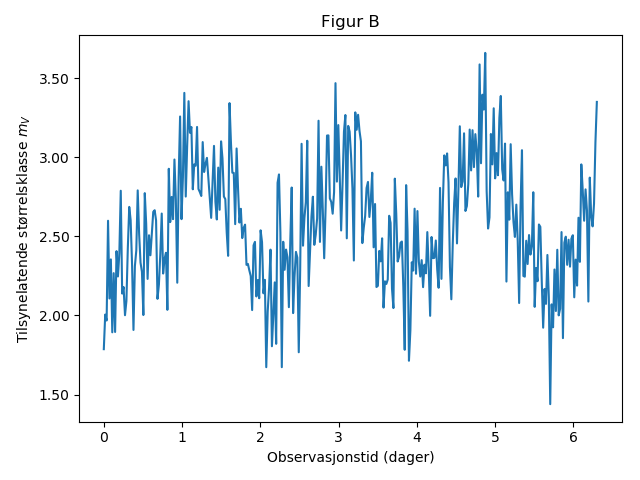 Figur B
Tilsynelatende størrelsesklasse m_V
3.50
3.00
2.50
2.00
1.50
0 1 2 3 4 5 6
Observasjonstid (dager)